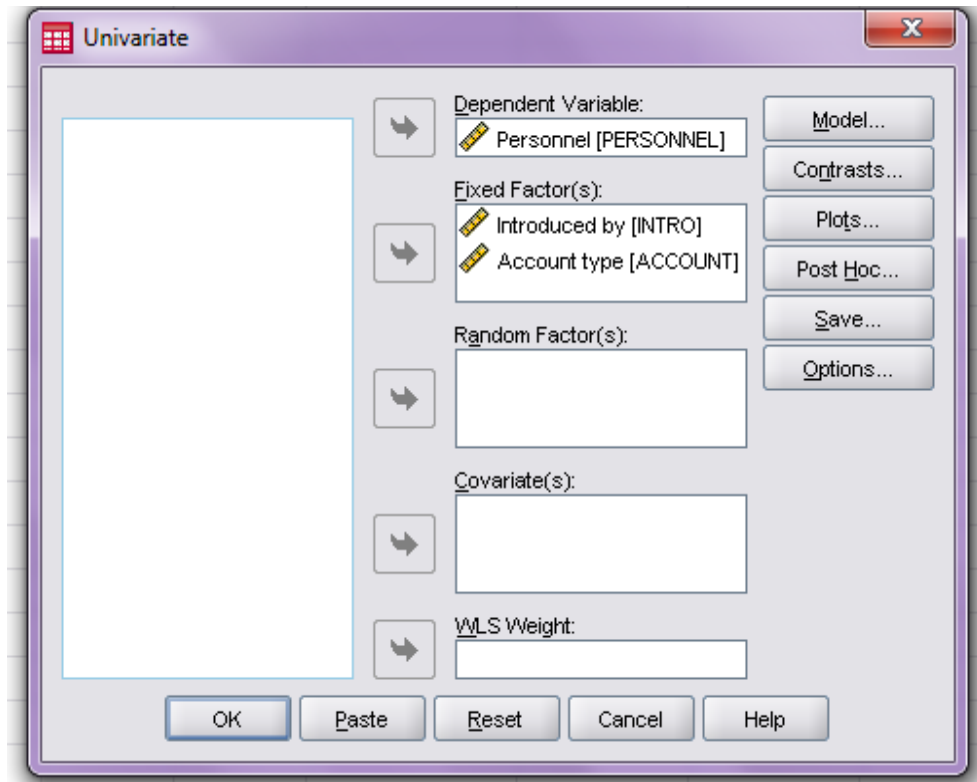 Univariate
Dependent Variable:
Personnel [PERSONNEL]
Fixed Factor(s):
Introduced by [INTRO]
Account type [ACCOUNT]
Random Factor(s):
Covariate(s):
WLS Weight:
Model...
Contrasts...
Plots...
Post Hoc...
Save...
Options...
OK
Paste
Reset
Cancel
Help